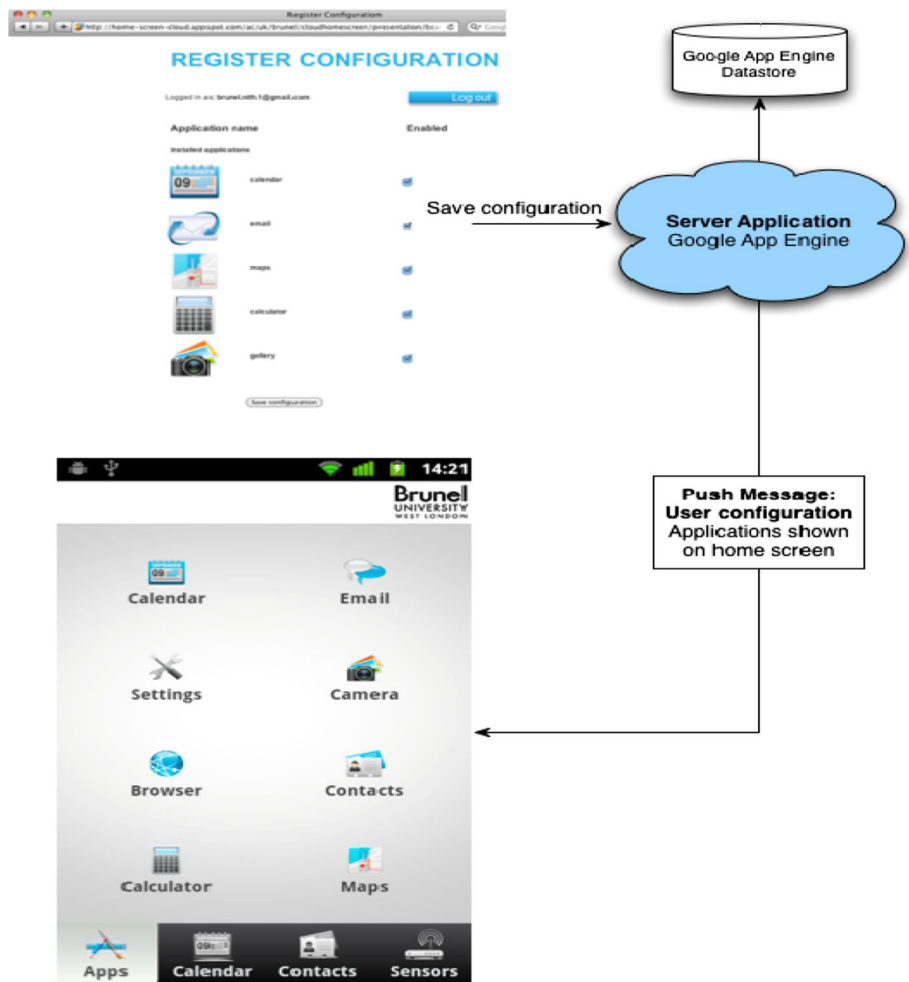 Register Configuration
REGISTER CONFIGURATION
Logged in as: brunel.nith.1@gmail.com
Log out
Application name Enabled
Installed applications
calendar
email
maps
calculator
gallery
Save configuration
Save configuration
Google App Engine
Datastore
Server Application
Google App Engine
Push Message:
User configuration
Applications shown
on home screen
14:21
Brunel
UNIVERSITY
WEST LONDON
Calendar Email
Settings Camera
Browser Contacts
Calculator Maps
Apps Calendar Contacts Sensors